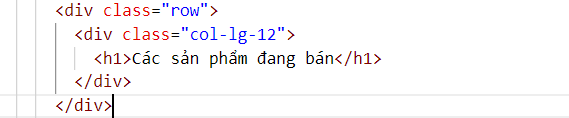 <div class="row">
<div class="col-lg-12">
<h1>Các sản phẩm đang bán</h1>
</div>
</div>